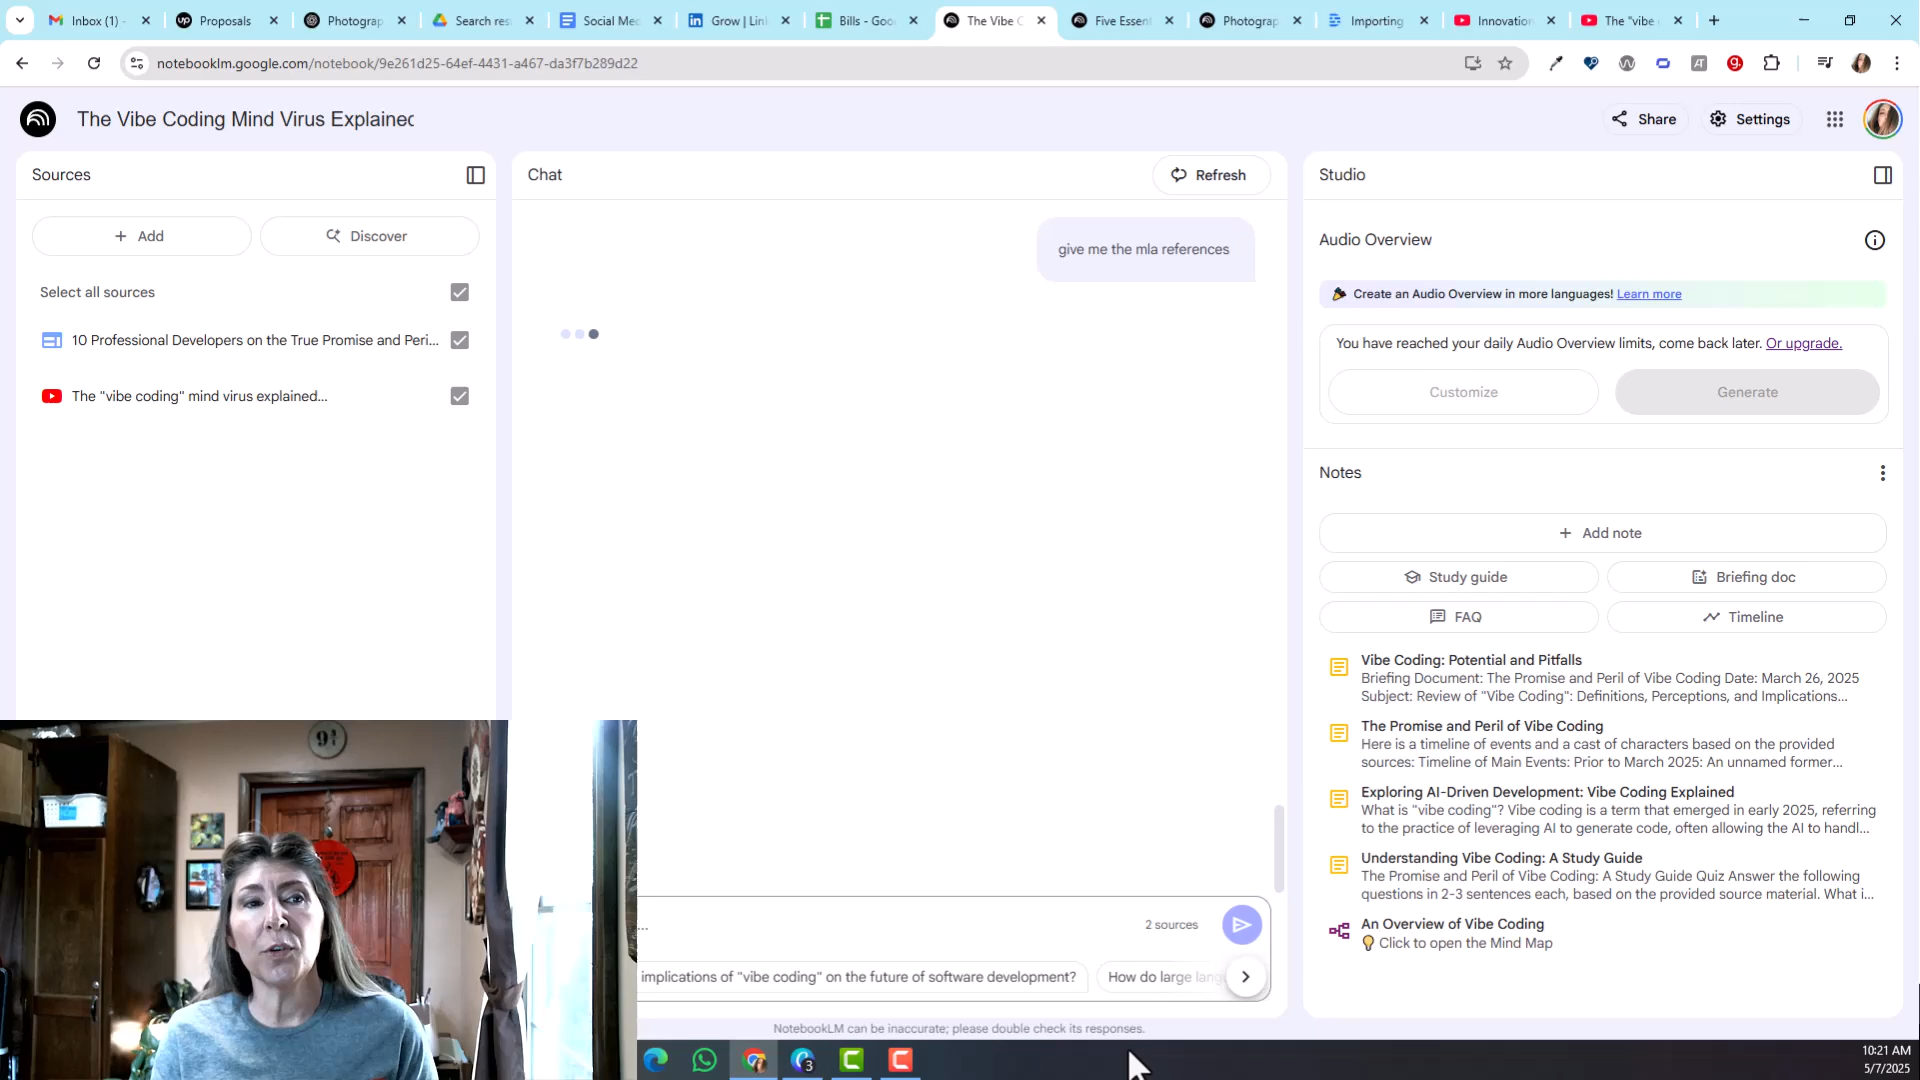 Inbox (1) -
Proposals
Photograp
Search res
Social Med
Grow | Lin
Bills - Goo
The Vibe C
Five Essent
Photograp
Importing
Innovation
The "vibe
notebooklm.google.com/notebook/9e261d25-64ef-4431-a467-da3f7b289d22
The Vibe Coding Mind Virus Explained
Share
Settings
Sources
Chat
Refresh
Studio
+ Add
Discover
Select all sources
10 Professional Developers on the True Promise and Peri...
The "vibe coding" mind virus explained...
give me the mla references
Audio Overview
Create an Audio Overview in more languages! Learn more
You have reached your daily Audio Overview limits, come back later. Or upgrade.
Customize
Generate
Notes
+ Add note
Study guide
Briefing doc
FAQ
Timeline
Vibe Coding: Potential and Pitfalls
Briefing Document: The Promise and Peril of Vibe Coding Date: March 26, 2025
Subject: Review of "Vibe Coding": Definitions, Perceptions, and Implications...
The Promise and Peril of Vibe Coding
Here is a timeline of events and a cast of characters based on the provided
sources: Timeline of Main Events: Prior to March 2025: An unnamed former...
Exploring AI-Driven Development: Vibe Coding Explained
What is "vibe coding"? Vibe coding is a term that emerged in early 2025, referring
to the practice of leveraging AI to generate code, often allowing the AI to handl...
Understanding Vibe Coding: A Study Guide
The Promise and Peril of Vibe Coding: A Study Guide Quiz Answer the following
questions in 2-3 sentences each, based on the provided source material. What i...
An Overview of Vibe Coding
Click to open the Mind Map
...
2 sources
implications of "vibe coding" on the future of software development?
How do large lang
NotebookLM can be inaccurate; please double check its responses.
3
10:21 AM
5/7/2025